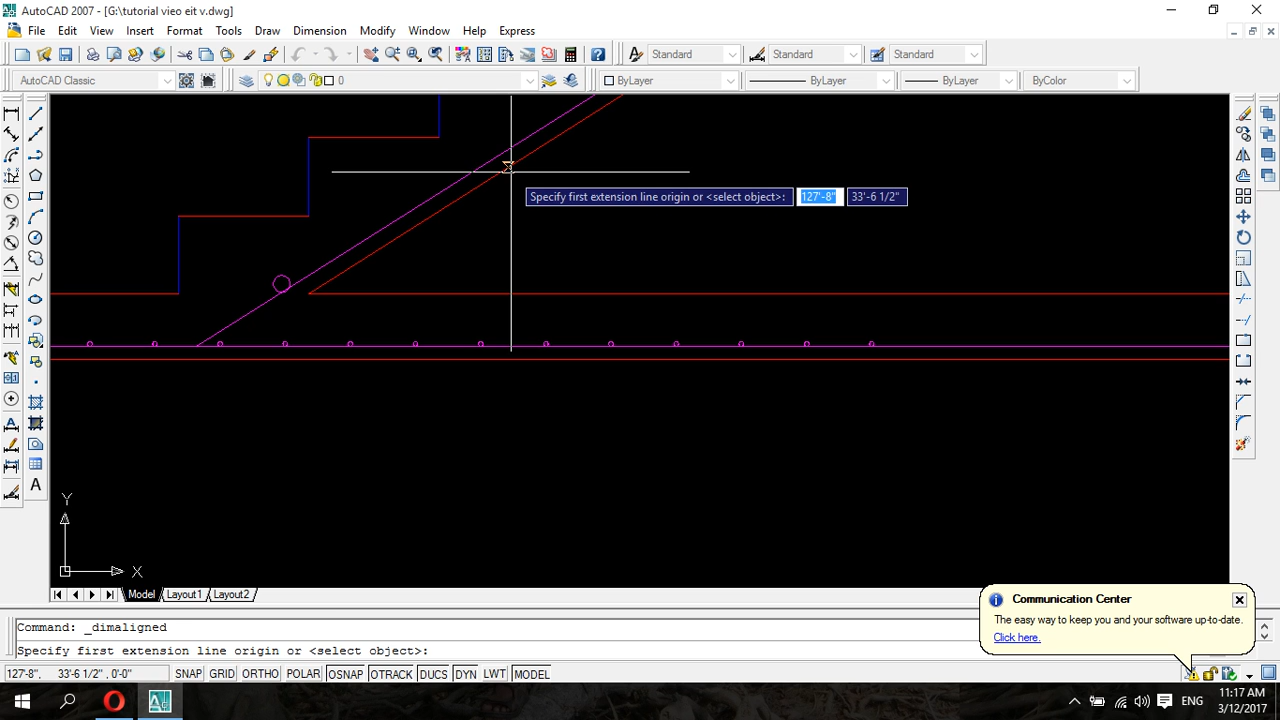 AutoCAD 2007 - [G:\tutorial vieo eit v.dwg]
File Edit View Insert Format Tools Draw Dimension Modify Window Help Express
Standard Standard Standard
AutoCAD Classic 0 ByLayer ByLayer ByLayer ByColor
Specify first extension line origin or <select object>: 127'-8" 33'-6 1/2"
Y
X
A
Model Layout1 Layout2
Communication Center
The easy way to keep you and your software up-to-date.
Click here.
Command: _dimaligned
Specify first extension line origin or <select object>:
127'-8", 33'-6 1/2" , 0'-0" SNAP GRID ORTHO POLAR OSNAP OTRACK DUCS DYN LWT MODEL
ENG
11:17 AM
3/12/2017